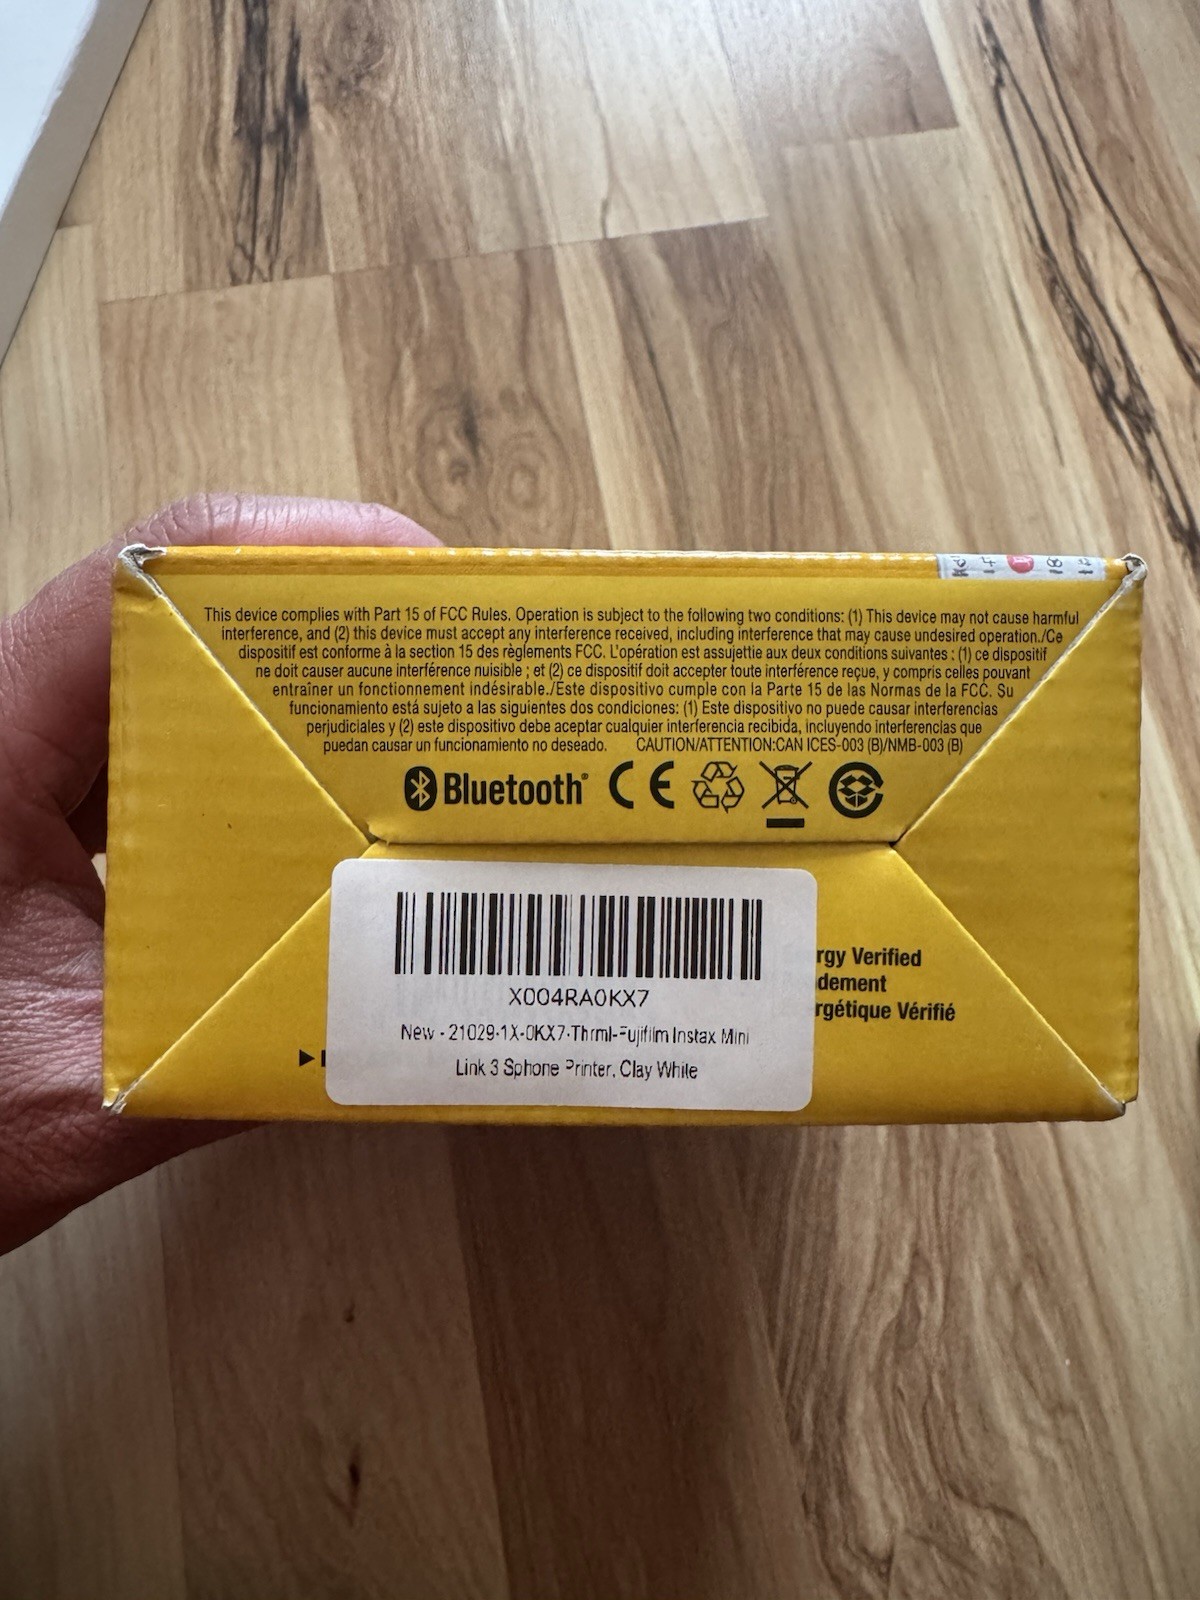 This device complies with Part 15 of FCC Rules. Operation is subject to the following two conditions: (1) This device may not cause harmful
interference, and (2) this device must accept any interference received, including interference that may cause undesired operation./Ce
dispositif est conforme à la section 15 des règlements FCC. L'opération est assujettie aux deux conditions suivantes : (1) ce dispositif
ne doit causer aucune interférence nuisible ; et (2) ce dispositif doit accepter toute interférence reçue, y compris celles pouvant
entraîner un fonctionnement indésirable./Este dispositivo cumple con la Parte 15 de las Normas de la FCC. Su
funcionamiento está sujeto a las siguientes dos condiciones: (1) Este dispositivo no puede causar interferencias
perjudiciales y (2) este dispositivo debe aceptar cualquier interferencia recibida, incluyendo interferencias que
puedan causar un funcionamiento no deseado. CAUTION/ATTENTION:CAN ICES-003 (B)/NMB-003 (B)
Bluetooth®
CE
rgy Verified
dement
rgétique Vérifié
X004RA0KX7
New - 21029-1X-0KX7-Thrml-Fujifilm Instax Mini
Link 3 Sphone Printer, Clay White